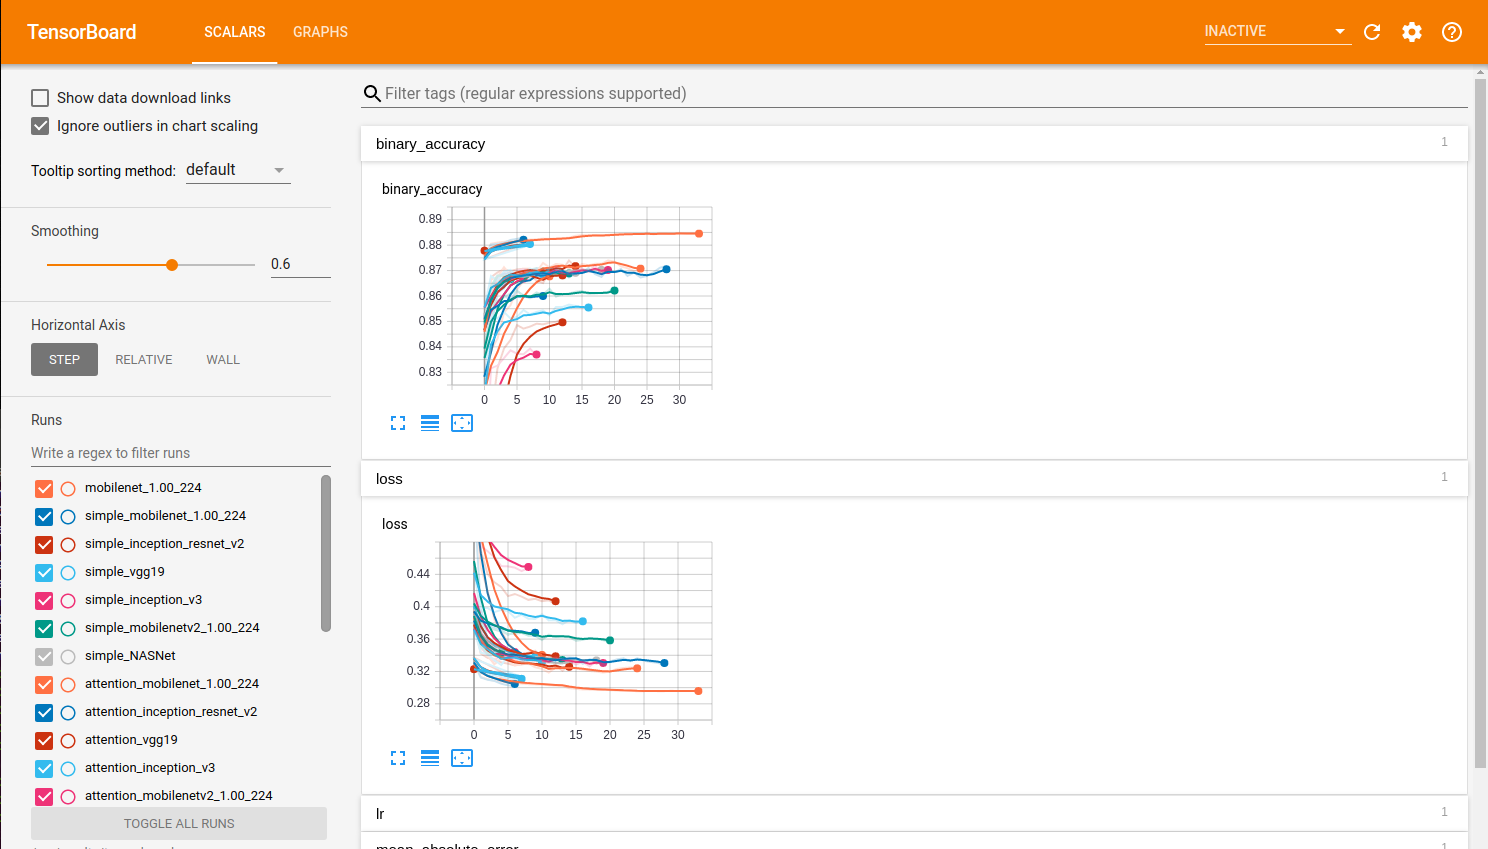 TensorBoard
SCALARS
GRAPHS
INACTIVE
Show data download links
Ignore outliers in chart scaling
Tooltip sorting method: default
Smoothing
0.6
Horizontal Axis
STEP
RELATIVE
WALL
Runs
Write a regex to filter runs
mobilenet_1.00_224
simple_mobilenet_1.00_224
simple_inception_resnet_v2
simple_vgg19
simple_inception_v3
simple_mobilenetv2_1.00_224
simple_NASNet
attention_mobilenet_1.00_224
attention_inception_resnet_v2
attention_vgg19
attention_inception_v3
attention_mobilenetv2_1.00_224
TOGGLE ALL RUNS
Filter tags (regular expressions supported)
binary_accuracy 1
binary_accuracy
0.89
0.88
0.87
0.86
0.85
0.84
0.83
0 5 10 15 20 25 30
loss 1
loss
0.44
0.4
0.36
0.32
0.28
0 5 10 15 20 25 30
lr 1
mean_absolute_error 1